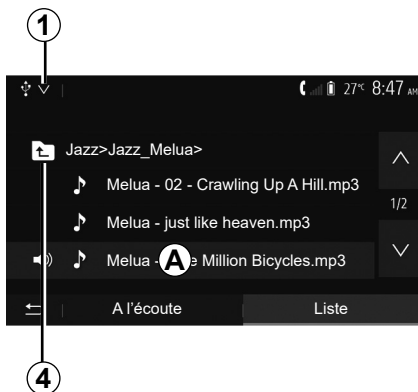 1
27°C 8:47 AM
Jazz>Jazz_Melua>
Melua - 02 - Crawling Up A Hill.mp3
Melua - just like heaven.mp3
1/2
Melua - A e Million Bicycles.mp3
A l'écoute
Liste
4